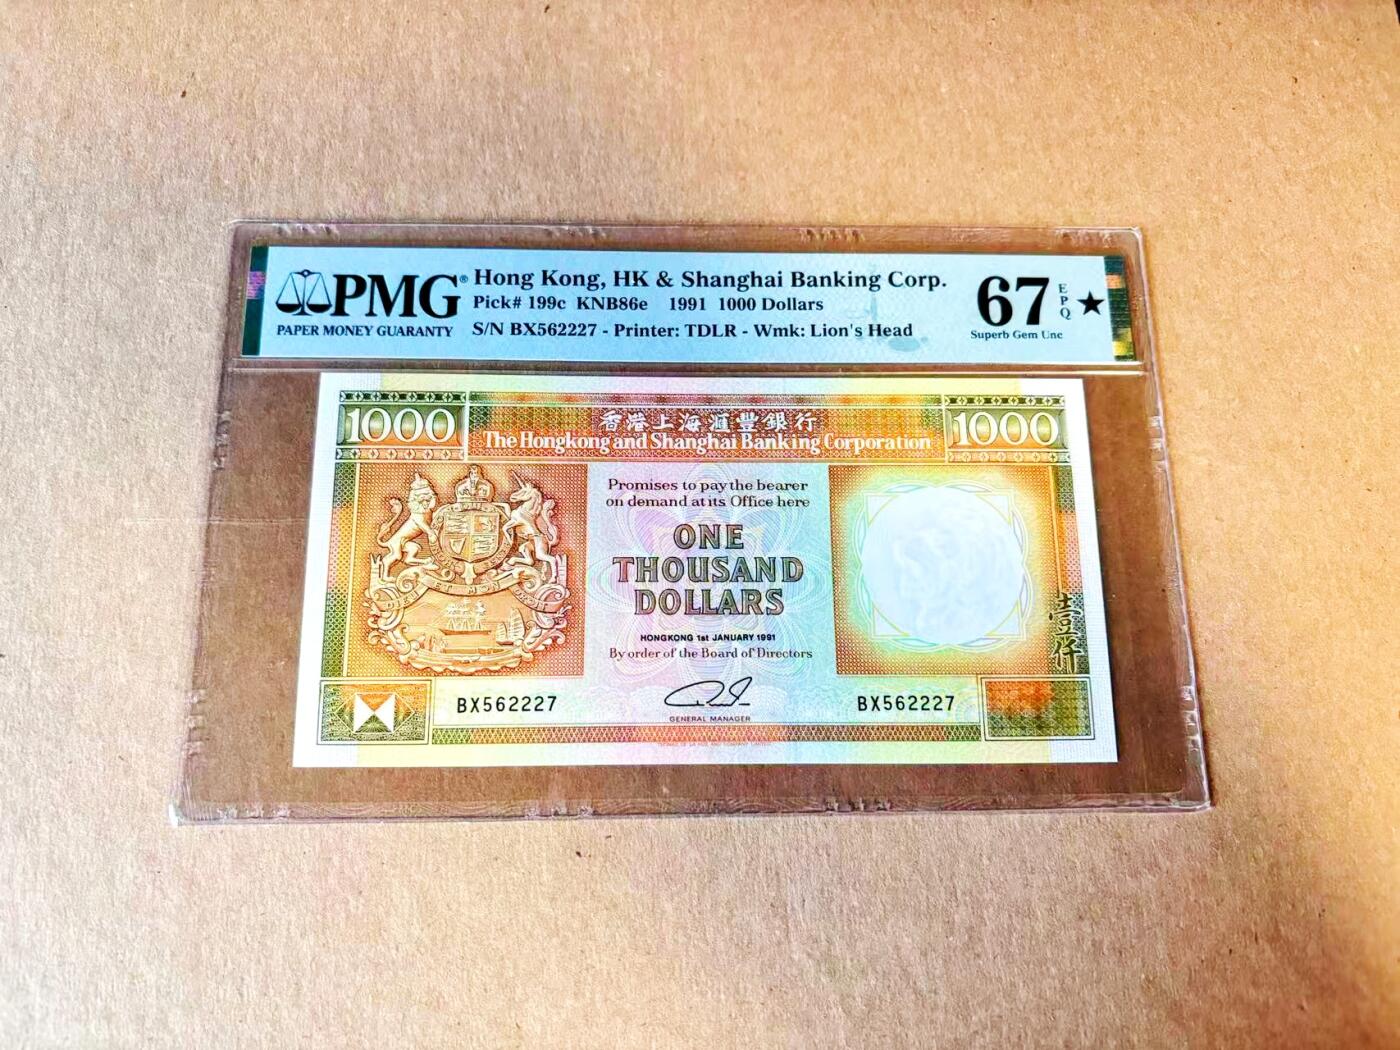 PMG®
PAPER MONEY GUARANTY
Hong Kong, HK & Shanghai Banking Corp.
Pick# 199c KNB86e 1991 1000 Dollars
S/N BX562227 - Printer: TDLR - Wmk: Lion's Head
67
EPQ ★
Superb Gem Unc
1000
香港上海滙豐銀行
The Hongkong and Shanghai Banking Corporation
1000
Promises to pay the bearer
on demand at its Office here
ONE
THOUSAND
DOLLARS
HONGKONG 1st JANUARY 1991
By order of the Board of Directors
壹仟
BX562227
GENERAL MANAGER
BX562227